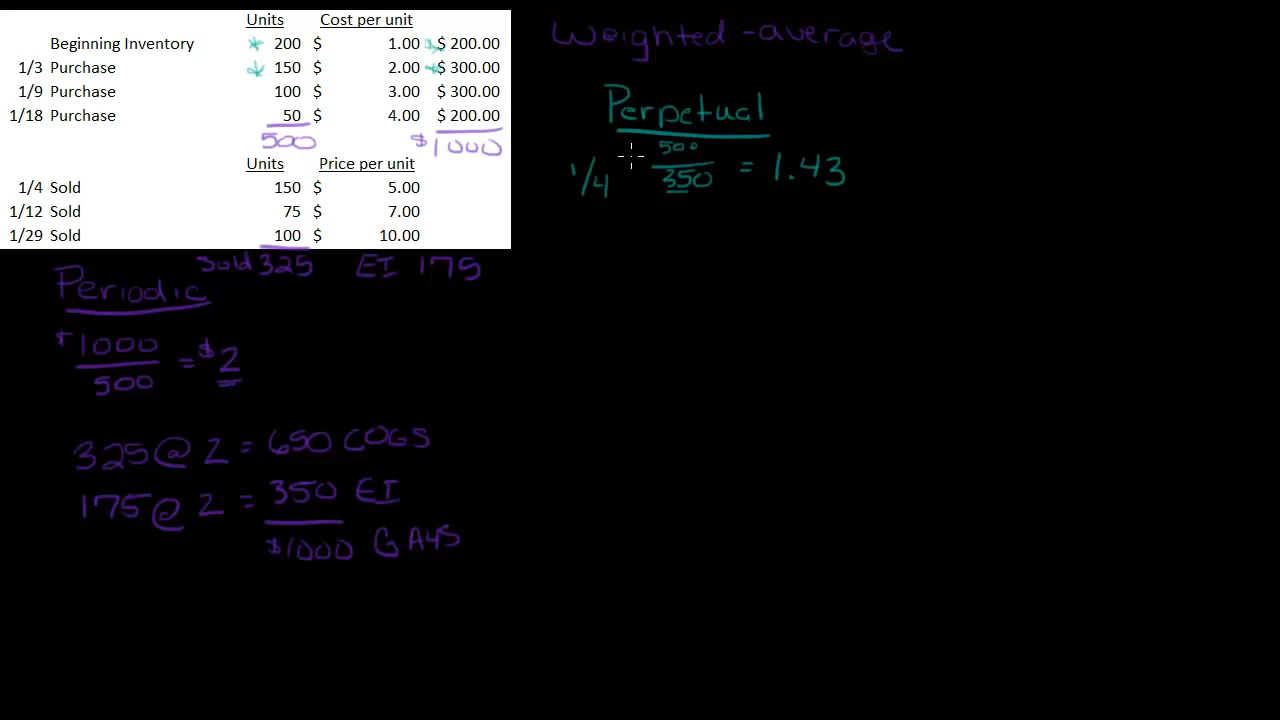 Units Cost per unit
Beginning Inventory * 200 $ 1.00 * $ 200.00
1/3 Purchase * 150 $ 2.00 * $ 300.00
1/9 Purchase 100 $ 3.00 $ 300.00
1/18 Purchase 50 $ 4.00 $ 200.00
500 $1000
Units Price per unit
1/4 Sold 150 $ 5.00
1/12 Sold 75 $ 7.00
1/29 Sold 100 $ 10.00
Sold 325 EI 175
Periodic
$1000
500
= $2
325 @ 2 = 650 COGS
175 @ 2 = 350 EI
$1000 GAFS
Weighted-average
Perpetual
1/4
500
350
= 1.43